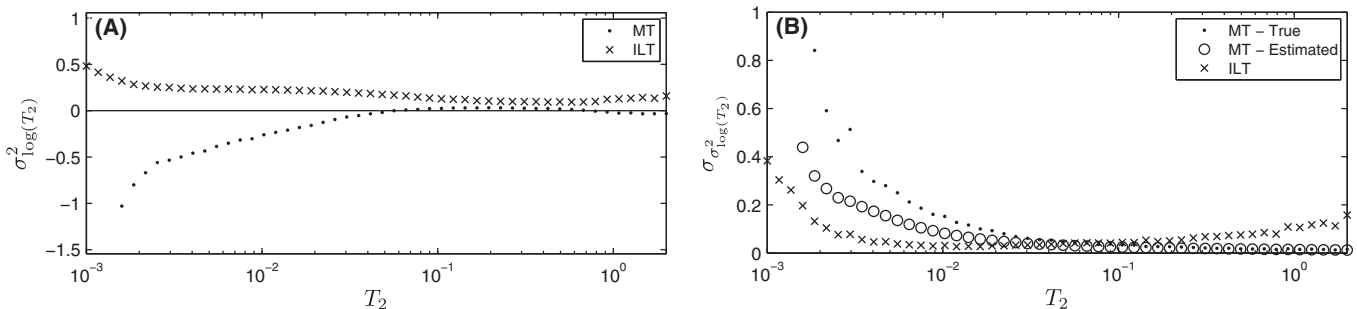 (A)
MT
ILT
1
0.5
0
−0.5
−1
−1.5
σ²log(T₂)
10⁻³
10⁻²
10⁻¹
10⁰
T₂
(B)
MT − True
MT − Estimated
ILT
1
0.8
0.6
0.4
0.2
0
σσ²log(T₂)
10⁻³
10⁻²
10⁻¹
10⁰
T₂